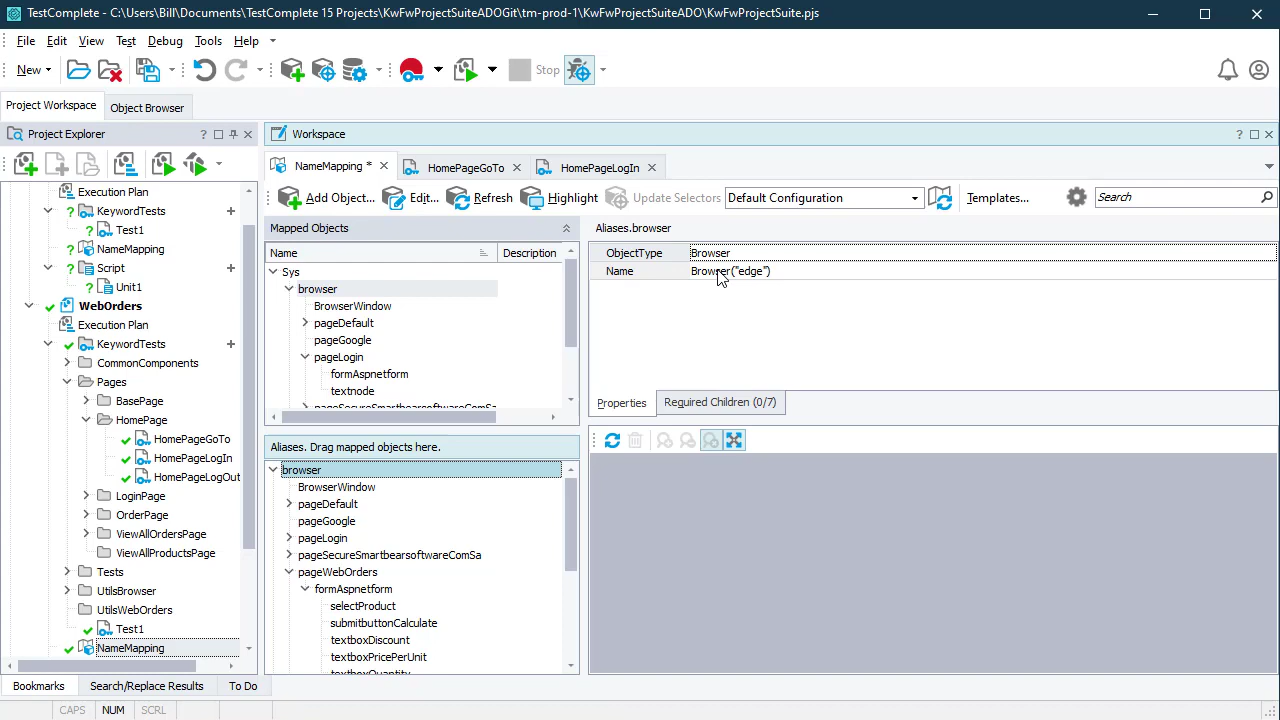 TestComplete - C:\Users\Bill\Documents\TestComplete 15 Projects\KwFwProjectSuiteADOGit\tm-prod-1\KwFwProjectSuiteADO\KwFwProjectSuite.pjs
File Edit View Test Debug Tools Help
New Stop
Project Workspace Object Browser
Project Explorer
Execution Plan
KeywordTests
Test1
NameMapping
Script
Unit1
WebOrders
Execution Plan
KeywordTests
CommonComponents
Pages
BasePage
HomePage
HomePageGoTo
HomePageLogIn
HomePageLogOut
LoginPage
OrderPage
ViewAllOrdersPage
ViewAllProductsPage
Tests
UtilsBrowser
UtilsWebOrders
Test1
NameMapping
Workspace
NameMapping * HomePageGoTo HomePageLogIn
Add Object... Edit... Refresh Highlight Update Selectors Default Configuration Templates... Search
Mapped Objects
Name Description
Sys
browser
BrowserWindow
pageDefault
pageGoogle
pageLogin
formAspnetform
textnode
pageSecureSmartbearsoftwareComSa
Aliases. Drag mapped objects here.
browser
BrowserWindow
pageDefault
pageGoogle
pageLogin
pageSecureSmartbearsoftwareComSa
pageWebOrders
formAspnetform
selectProduct
submitbuttonCalculate
textboxDiscount
textboxPricePerUnit
textboxQuantity
Aliases.browser
ObjectType Browser
Name Browser("edge")
Properties Required Children (0/7)
Bookmarks Search/Replace Results To Do
CAPS NUM SCRL